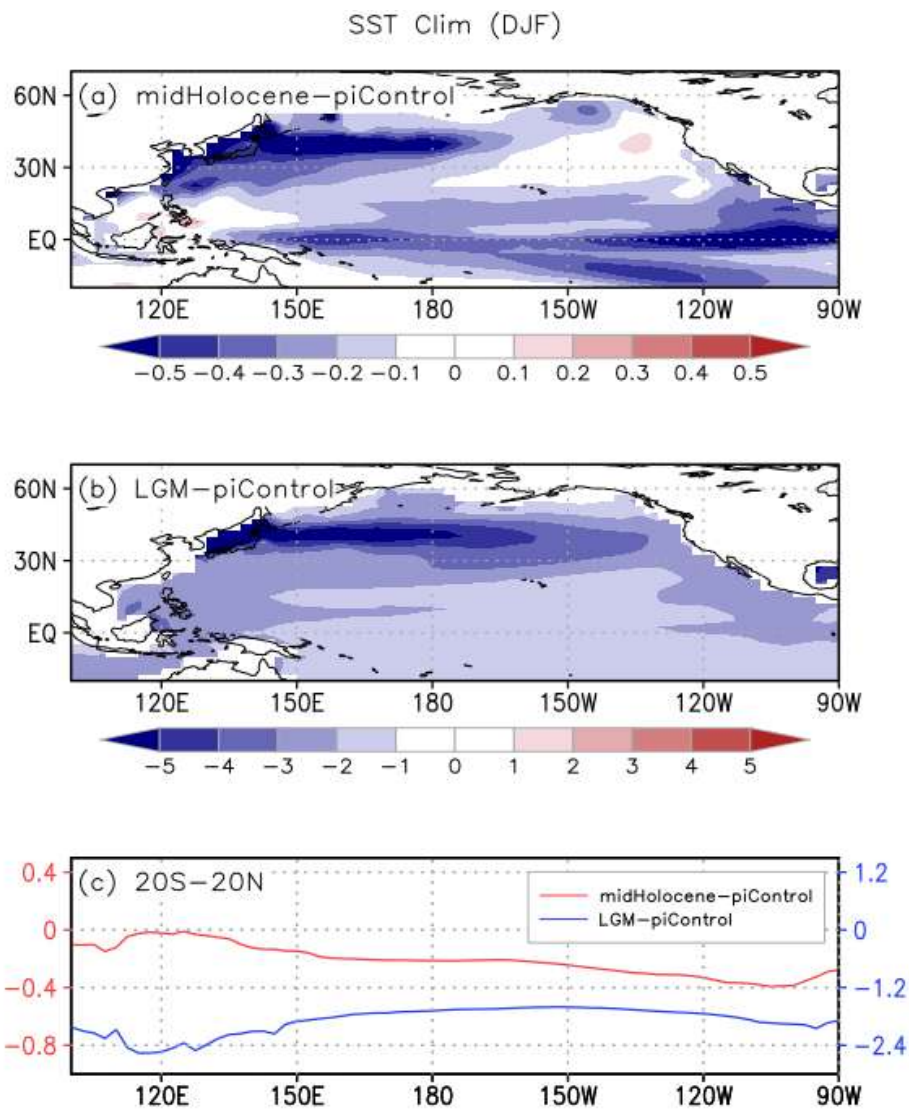 SST Clim (DJF)
(a) midHolocene-piControl
60N
30N
EQ
120E 150E 180 150W 120W 90W
-0.5 -0.4 -0.3 -0.2 -0.1 0 0.1 0.2 0.3 0.4 0.5
(b) LGM-piControl
60N
30N
EQ
120E 150E 180 150W 120W 90W
-5 -4 -3 -2 -1 0 1 2 3 4 5
(c) 20S-20N
midHolocene-piControl
LGM-piControl
0.4 1.2
0 0
-0.4 -1.2
-0.8 -2.4
120E 150E 180 150W 120W 90W